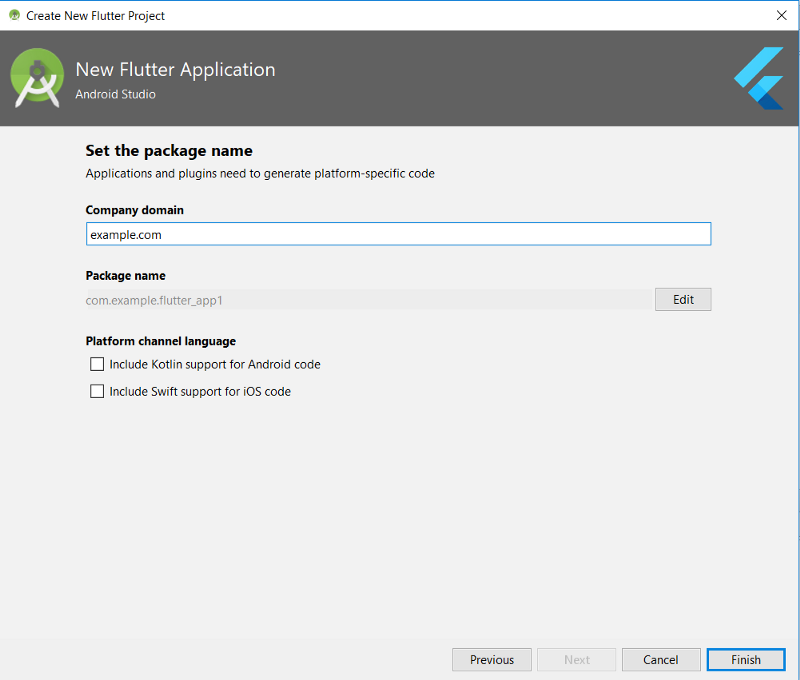 Create New Flutter Project
New Flutter Application
Android Studio
Set the package name
Applications and plugins need to generate platform-specific code
Company domain
example.com
Package name
com.example.flutter_app1
Edit
Platform channel language
Include Kotlin support for Android code
Include Swift support for iOS code
Previous
Next
Cancel
Finish